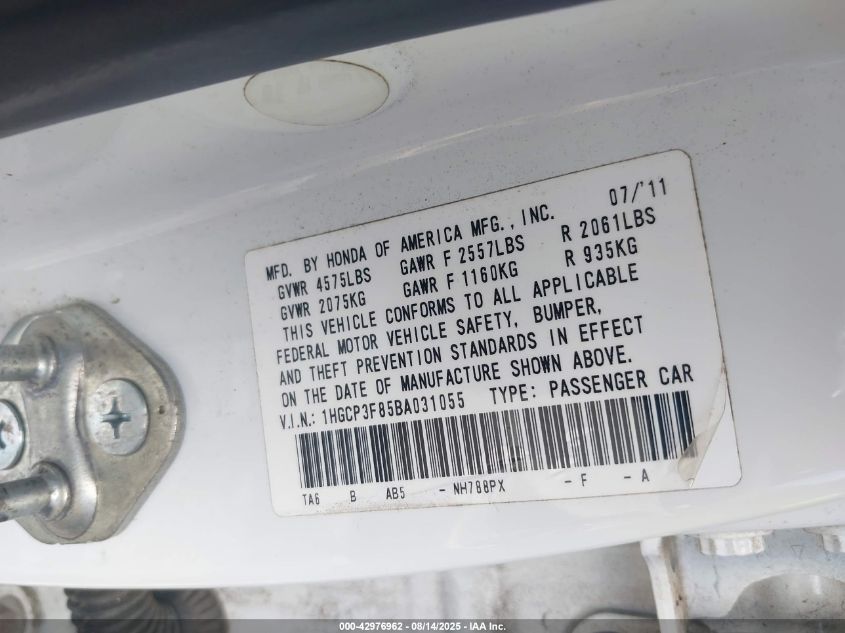 07/'11
MFD. BY HONDA OF AMERICA MFG., INC.
GVWR 4575LBS GAWR F 2557LBS R 2061LBS
GVWR 2075KG GAWR F 1160KG R 935KG
THIS VEHICLE CONFORMS TO ALL APPLICABLE
FEDERAL MOTOR VEHICLE SAFETY, BUMPER,
AND THEFT PREVENTION STANDARDS IN EFFECT
ON THE DATE OF MANUFACTURE SHOWN ABOVE.
V.I.N.: 1HGCP3F85BA031055 TYPE: PASSENGER CAR
TA6 B AB5 - NH788PX - F - A
000-42976962 - 08/14/2025 - IAA Inc.